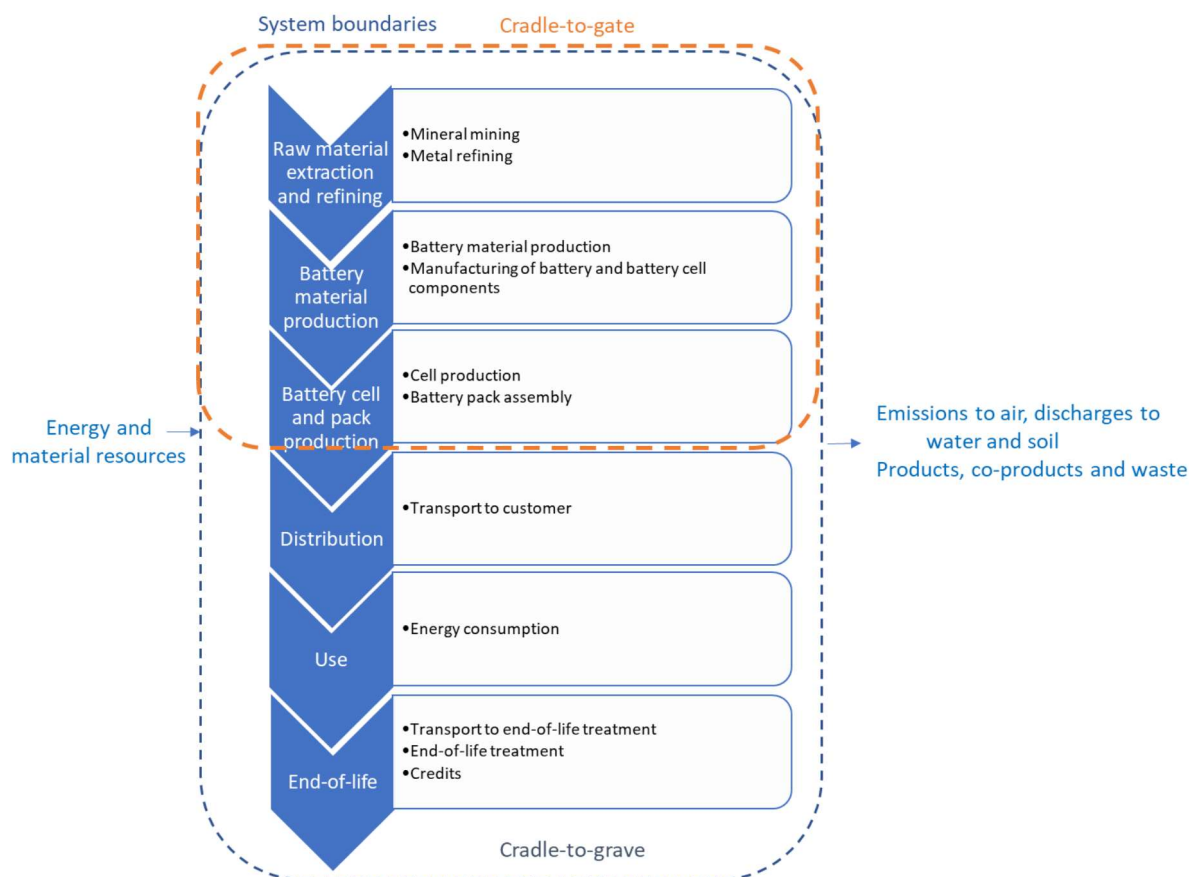 System boundaries
Cradle-to-gate
Raw material
extraction
and refining
•Mineral mining
•Metal refining
Battery
material
production
•Battery material production
•Manufacturing of battery and battery cell
components
Battery cell
and pack
production
•Cell production
•Battery pack assembly
Energy and
material resources
Emissions to air, discharges to
water and soil
Products, co-products and waste
Distribution
•Transport to customer
Use
•Energy consumption
End-of-life
•Transport to end-of-life treatment
•End-of-life treatment
•Credits
Cradle-to-grave